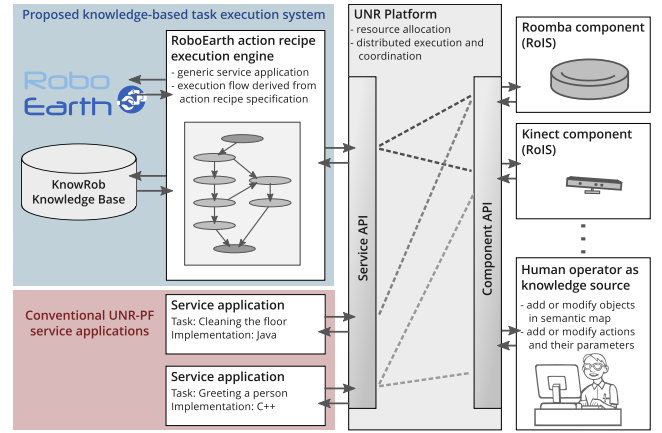 Proposed knowledge-based task execution system
RoboEarth action recipe
execution engine
- generic service application
- execution flow derived from
action recipe specification
Robo
Earth
KnowRob
Knowledge Base
Conventional UNR-PF
service applications
Service application
Task: Cleaning the floor
Implementation: Java
Service application
Task: Greeting a person
Implementation: C++
UNR Platform
- resource allocation
- distributed execution and
coordination
Service API
Component API
Roomba component
(RoIS)
Kinect component
(RoIS)
Human operator as
knowledge source
- add or modify objects
in semantic map
- add or modify actions
and their parameters